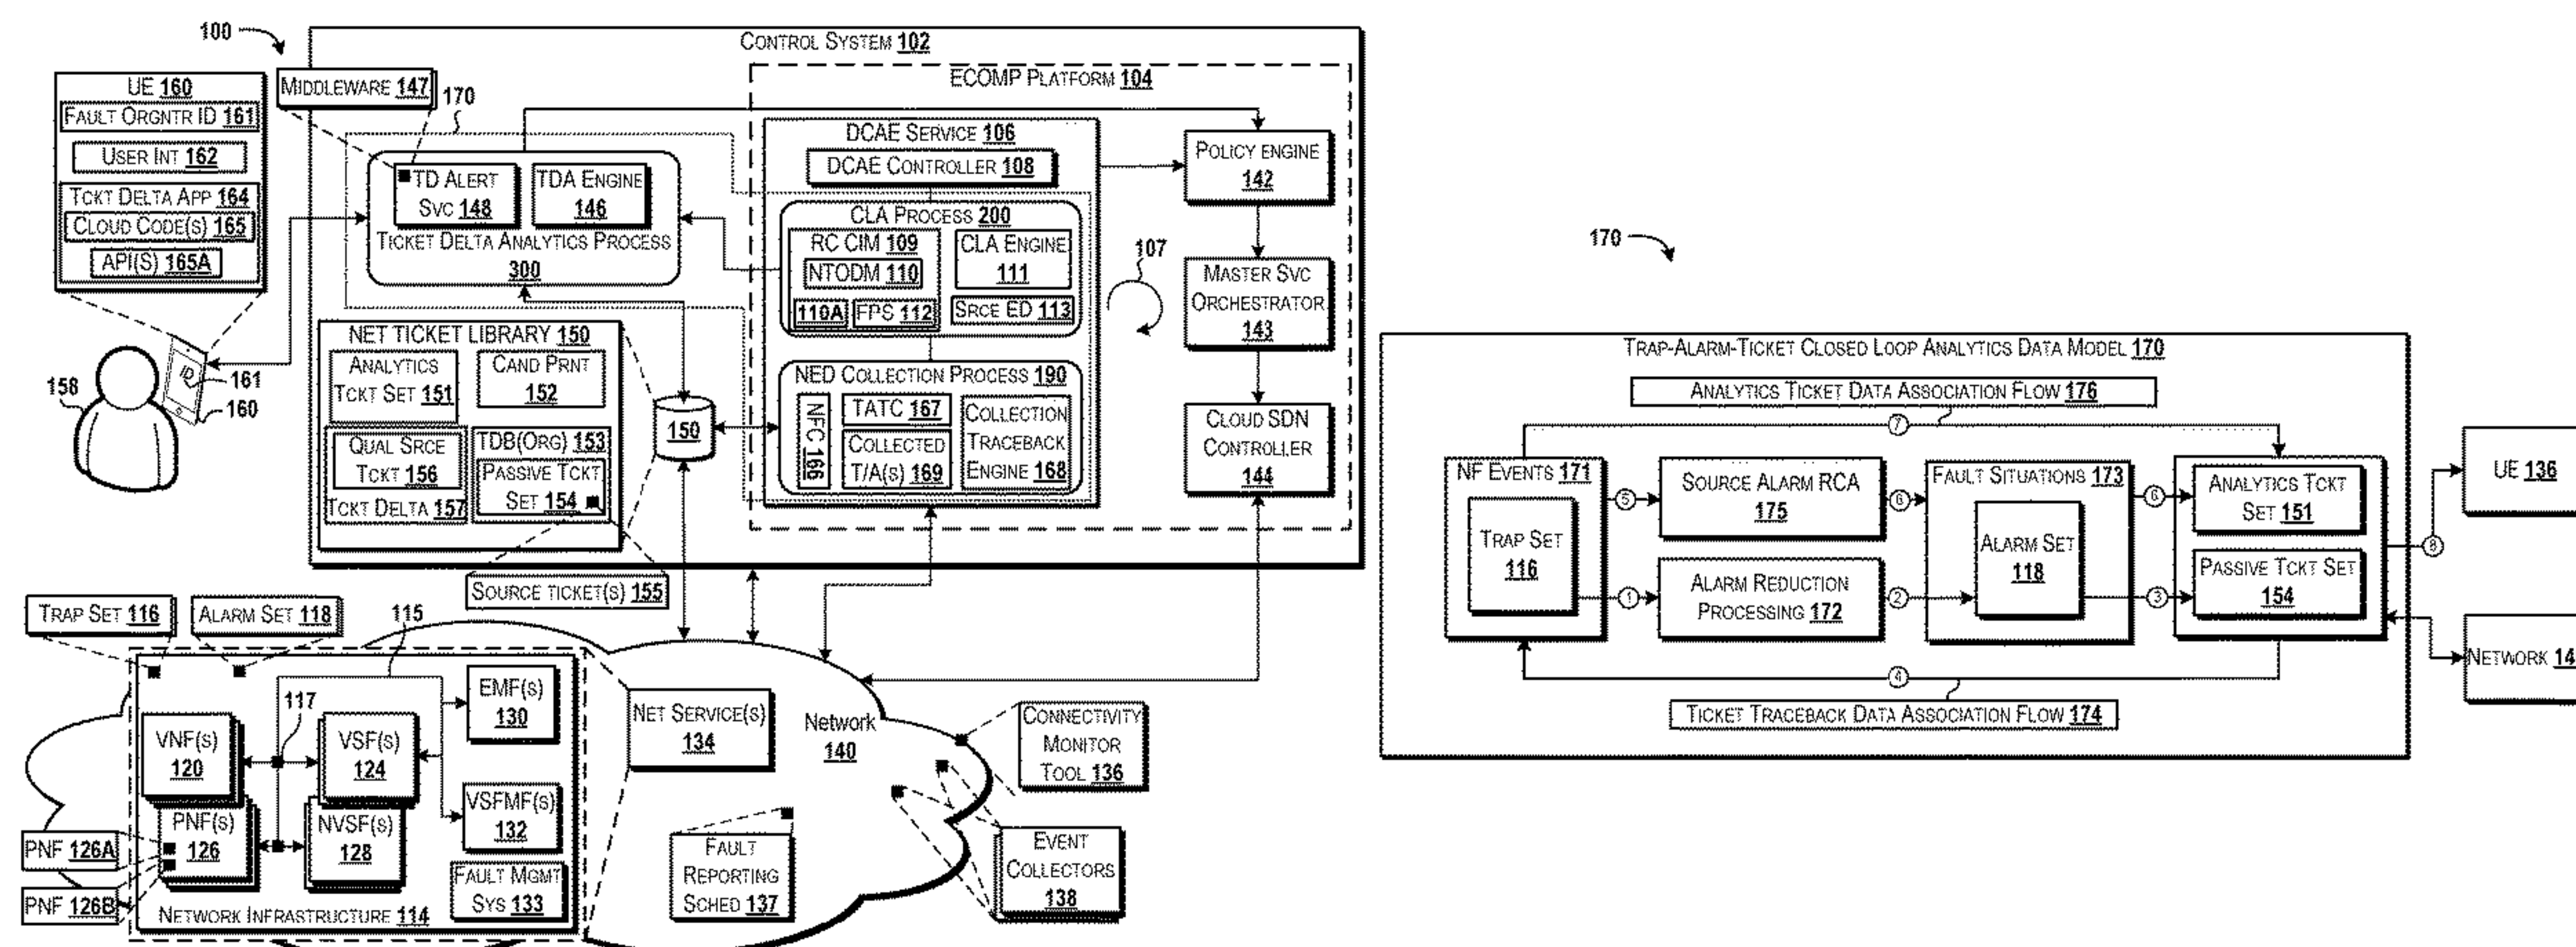 100
CONTROL SYSTEM 102
MIDDLEWARE 147
170
ECOMP PLATFORM 104
UE 160
FAULT ORGNTR ID 161
USER INT 162
TCKT DELTA APP 164
CLOUD CODE(S) 165
API(S) 165A
TD ALERT
SVC 148
TDA ENGINE
146
TICKET DELTA ANALYTICS PROCESS
300
DCAE SERVICE 106
DCAE CONTROLLER 108
CLA PROCESS 200
RC CIM 109
NTODM 110
110A
FPS 112
CLA ENGINE
111
SRCE ED 113
107
POLICY ENGINE
142
MASTER SVC
ORCHESTRATOR
143
CLOUD SDN
CONTROLLER
144
NED COLLECTION PROCESS 190
NFC 166
TATC 167
COLLECTED
T/A(S) 169
COLLECTION
TRACEBACK
ENGINE 168
158
ID
161
160
NET TICKET LIBRARY 150
ANALYTICS
TCKT SET 151
CAND PRNT
152
QUAL SRCE
TCKT 156
TCKT DELTA 157
TDB(ORG) 153
PASSIVE TCKT
SET 154
150
SOURCE TICKET(S) 155
TRAP SET 116
ALARM SET 118
115
117
VNF(S)
120
VSF(S)
124
EMF(S)
130
PNF(S)
126
NVSF(S)
128
VSFMF(S)
132
PNF 126A
PNF 126B
FAULT MGMT
SYS 133
NETWORK INFRASTRUCTURE 114
NET SERVICE(S)
134
Network
140
CONNECTIVITY
MONITOR
TOOL 136
FAULT
REPORTING
SCHED 137
EVENT
COLLECTORS
138
170
TRAP-ALARM-TICKET CLOSED LOOP ANALYTICS DATA MODEL 170
ANALYTICS TICKET DATA ASSOCIATION FLOW 176
7
NF EVENTS 171
TRAP SET
116
5
SOURCE ALARM RCA
175
6
FAULT SITUATIONS 173
ALARM SET
118
6
ANALYTICS TCKT
SET 151
1
ALARM REDUCTION
PROCESSING 172
2
3
PASSIVE TCKT SET
154
8
UE 136
NETWORK 14
4
TICKET TRACEBACK DATA ASSOCIATION FLOW 174